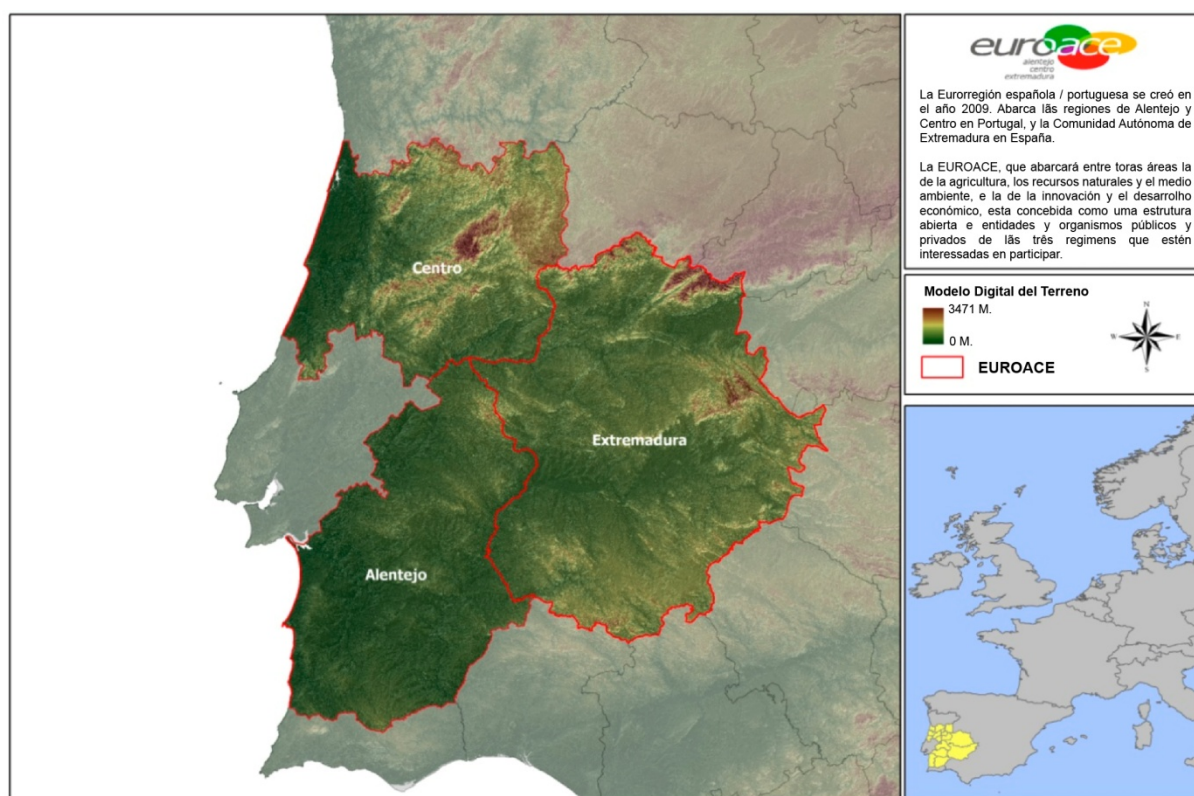 euroace
alentejo
centro
extremadura
La Eurorregión española / portuguesa se creó en
el año 2009. Abarca lãs regiones de Alentejo y
Centro en Portugal, y la Comunidad Autónoma de
Extremadura en España.
La EUROACE, que abarcará entre toras áreas la
de la agricultura, los recursos naturales y el medio
ambiente, e la de la innovación y el desarrolho
económico, esta concebida como uma estrutura
abierta e entidades y organismos públicos y
privados de lãs três regimens que estén
interessadas en participar.
Modelo Digital del Terreno
3471 M.
0 M.
EUROACE
N
W
E
S
Centro
Extremadura
Alentejo